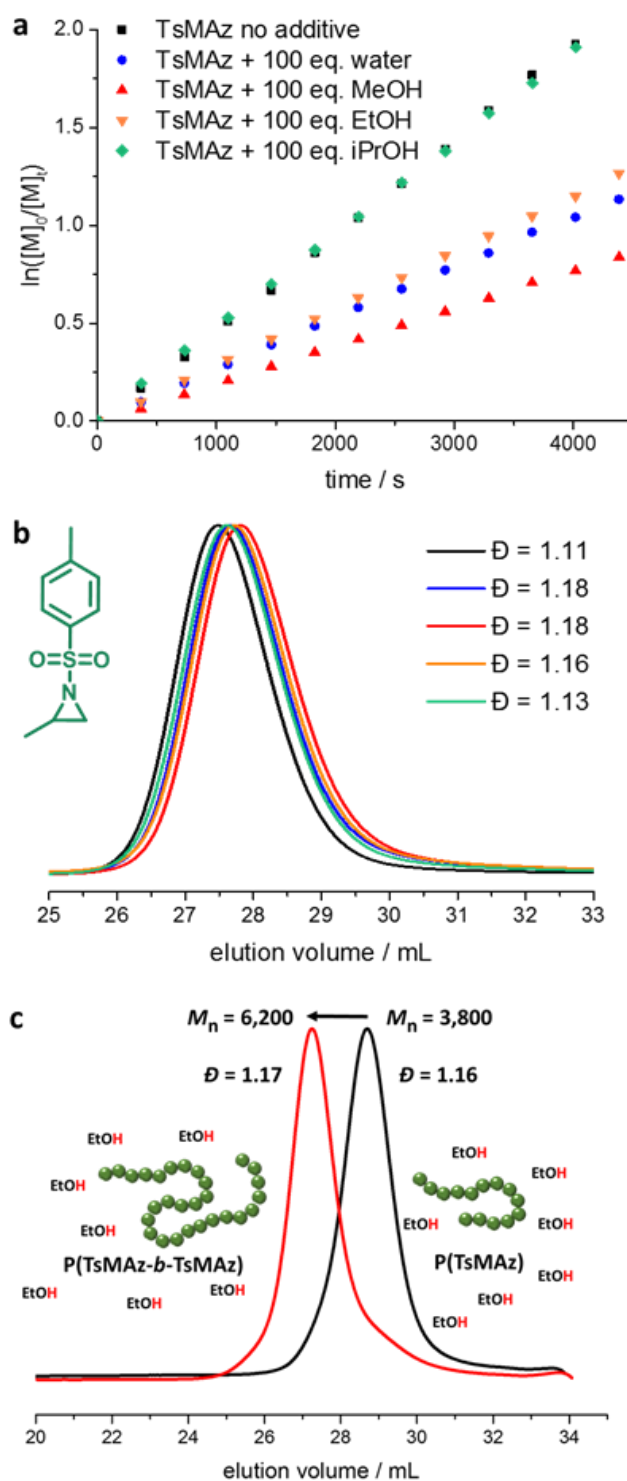 a
TsMAz no additive
TsMAz + 100 eq. water
TsMAz + 100 eq. MeOH
TsMAz + 100 eq. EtOH
TsMAz + 100 eq. iPrOH
2.0
1.5
1.0
0.5
0.0
ln([M]₀/[M]ₜ)
0 1000 2000 3000 4000
time / s
b
O=S=O
N
Đ = 1.11
Đ = 1.18
Đ = 1.18
Đ = 1.16
Đ = 1.13
25 26 27 28 29 30 31 32 33
elution volume / mL
c
Mn = 6,200 Mn = 3,800
Đ = 1.17 Đ = 1.16
EtOH EtOH EtOH
EtOH EtOH
EtOH EtOH EtOH
P(TsMAz-b-TsMAz) P(TsMAz)
EtOH EtOH EtOH EtOH EtOH EtOH
20 22 24 26 28 30 32 34
elution volume / mL